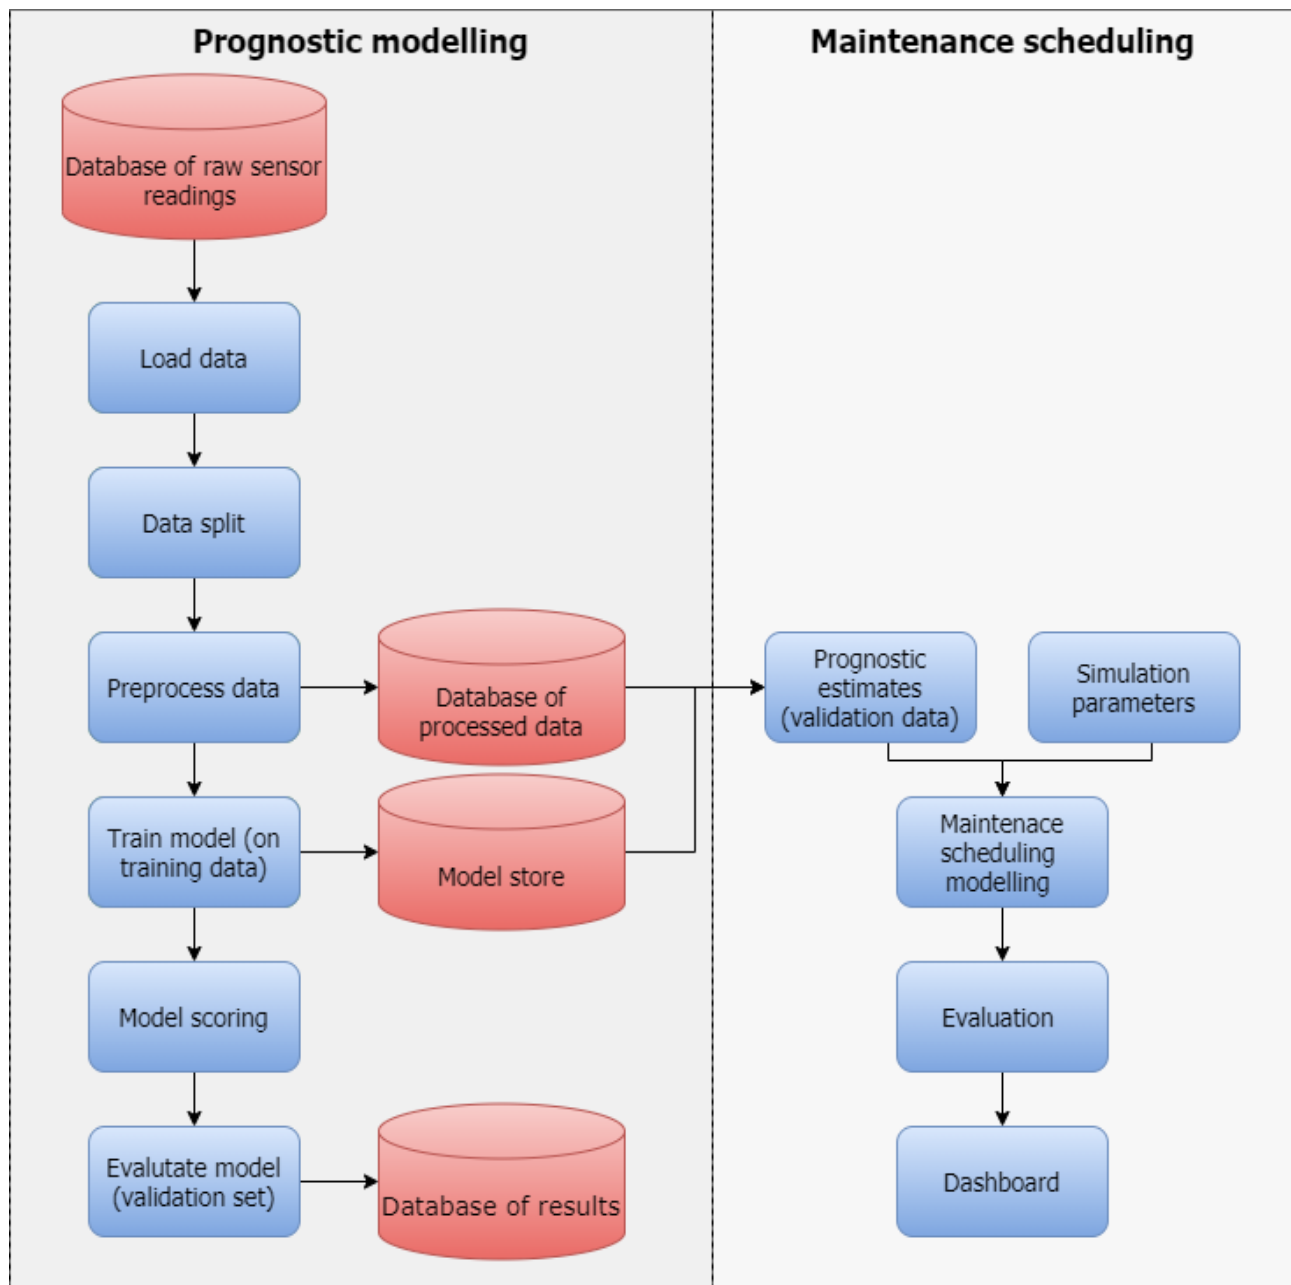 Prognostic modelling
Maintenance scheduling
Database of raw sensor
readings
Load data
Data split
Preprocess data
Database of
processed data
Prognostic
estimates
(validation data)
Simulation
parameters
Train model (on
training data)
Model store
Maintenace
scheduling
modelling
Model scoring
Evaluation
Evalutate model
(validation set)
Database of results
Dashboard